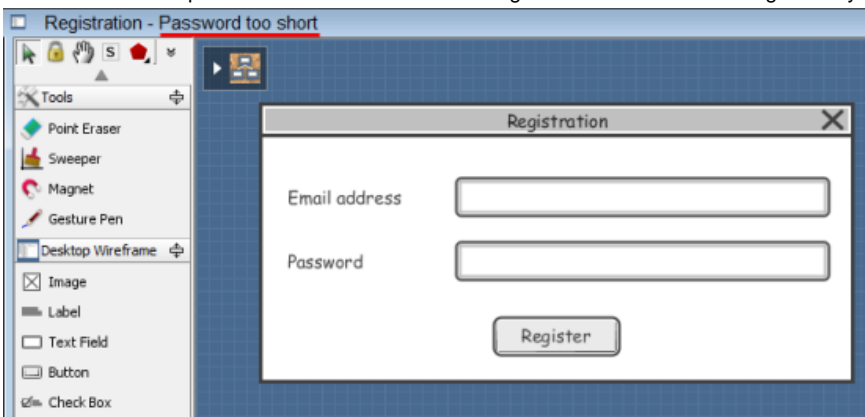 Registration - Password too short
S
Tools
Point Eraser
Sweeper
Magnet
Gesture Pen
Desktop Wireframe
Image
Label
Text Field
Button
Check Box
Registration
Email address
Password
Register